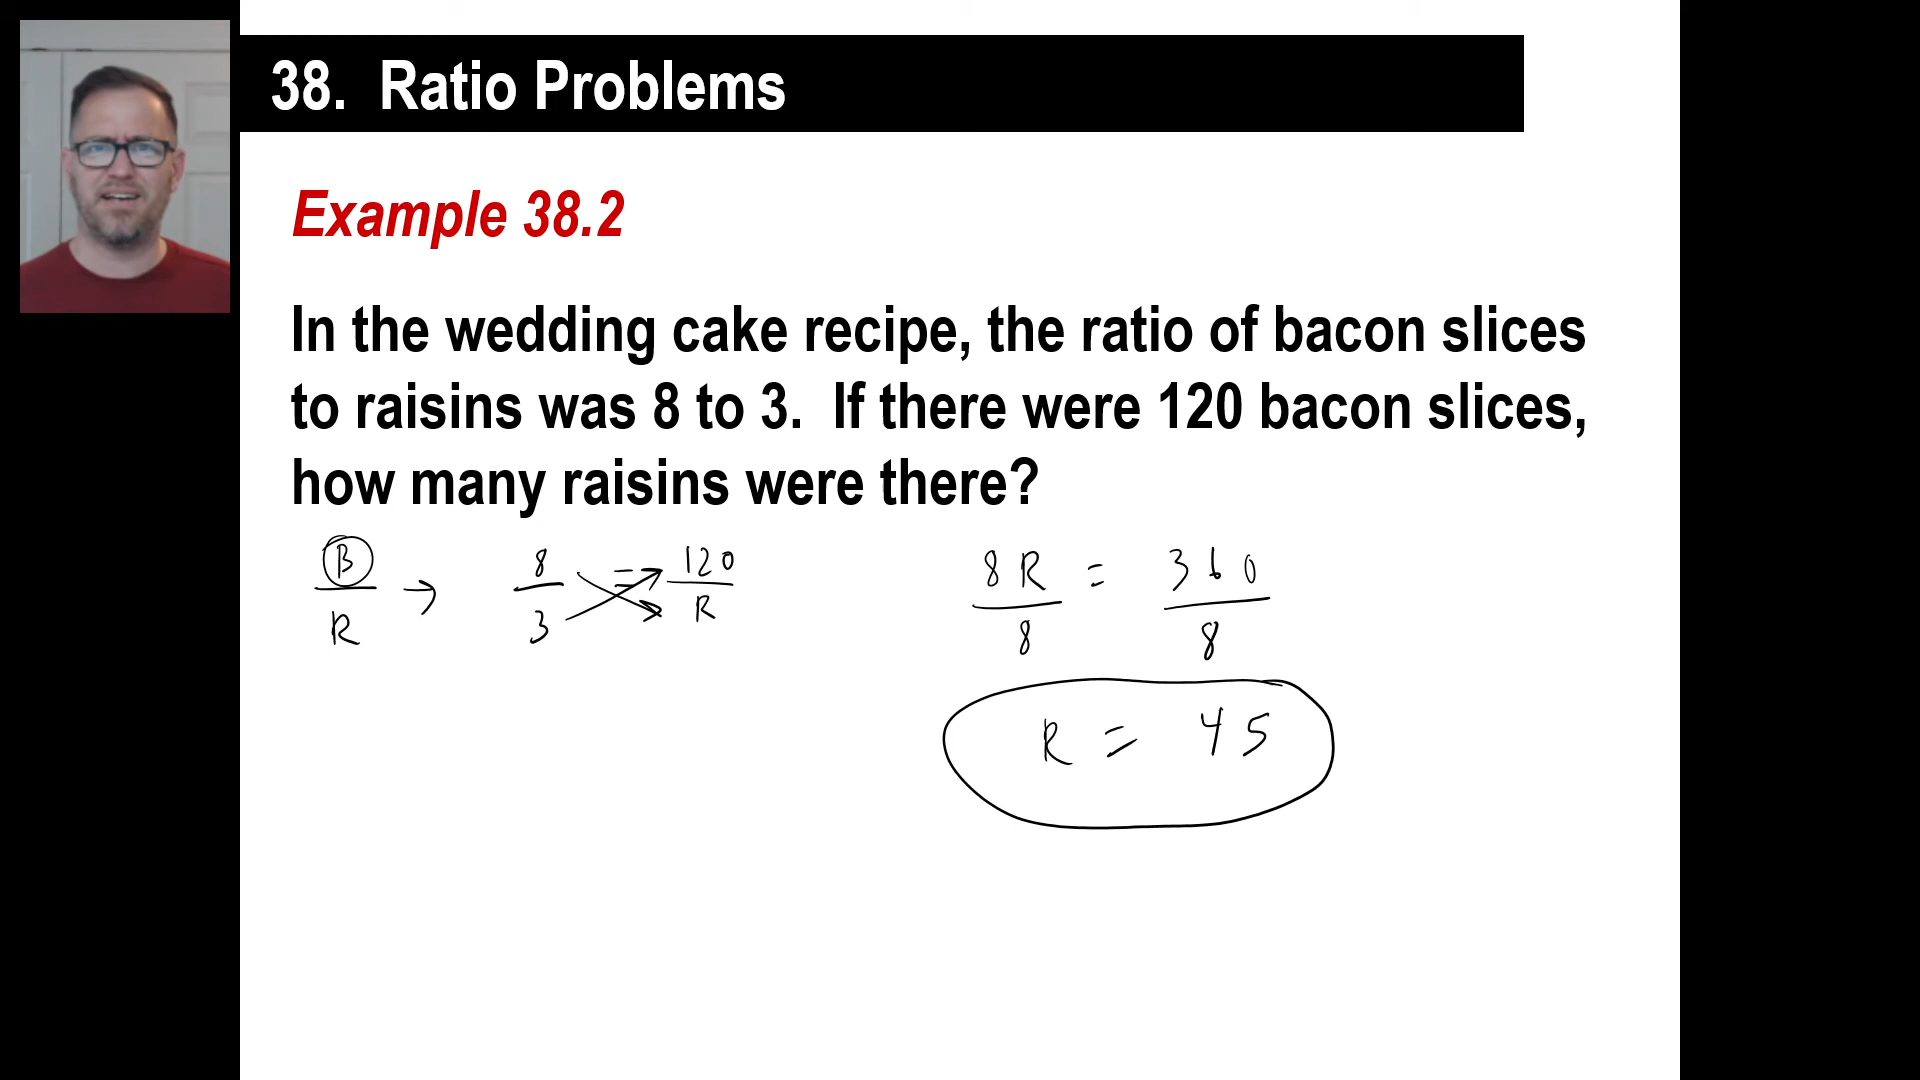 38. Ratio Problems
Example 38.2
In the wedding cake recipe, the ratio of bacon slices
to raisins was 8 to 3. If there were 120 bacon slices,
how many raisins were there?
B/R → 8/3 = 120/R
8R/8 = 360/8
R = 45